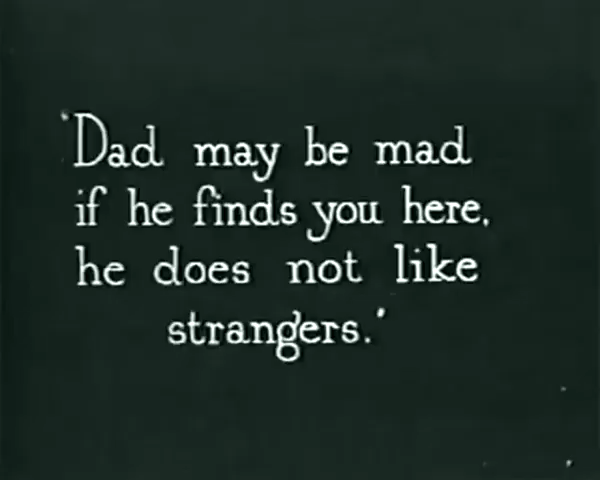 'Dad may be mad
if he finds you here,
he does not like
strangers.'